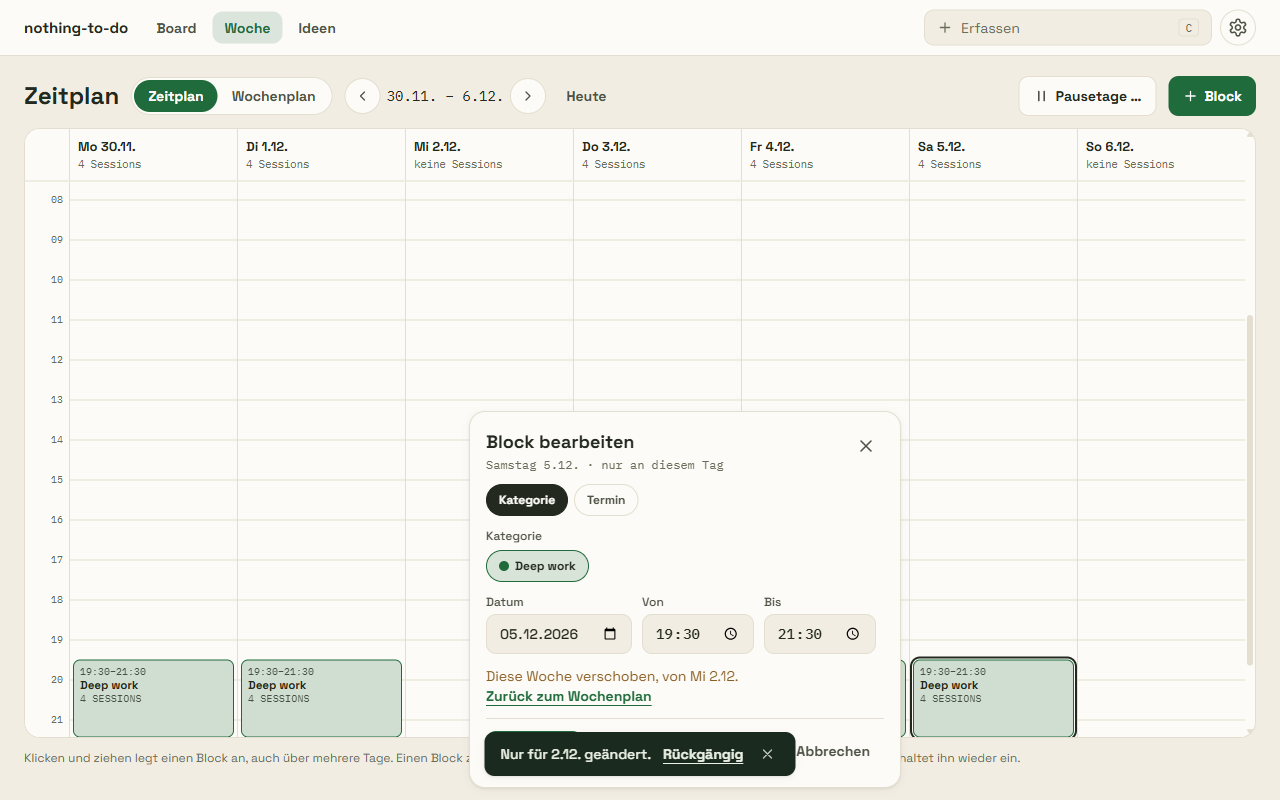 nothing-to-do
Board
Woche
Ideen
Erfassen
C
Zeitplan
Zeitplan
Wochenplan
30.11. – 6.12.
Heute
Pausetage …
Block
Mo 30.11.
4 Sessions
Di 1.12.
4 Sessions
Mi 2.12.
keine Sessions
Do 3.12.
4 Sessions
Fr 4.12.
4 Sessions
Sa 5.12.
4 Sessions
So 6.12.
keine Sessions
08
09
10
11
12
13
14
15
16
17
18
19
20
21
19:30–21:30
Deep work
4 SESSIONS
19:30–21:30
Deep work
4 SESSIONS
19:30–21:30
Deep work
4 SESSIONS
Block bearbeiten
Samstag 5.12. · nur an diesem Tag
Kategorie
Termin
Kategorie
Deep work
Datum
Von
Bis
05.12.2026
19:30
21:30
Diese Woche verschoben, von Mi 2.12.
Zurück zum Wochenplan
Nur für 2.12. geändert.
Rückgängig
Abbrechen
Klicken und ziehen legt einen Block an, auch über mehrere Tage. Einen Block
haltet ihn wieder ein.